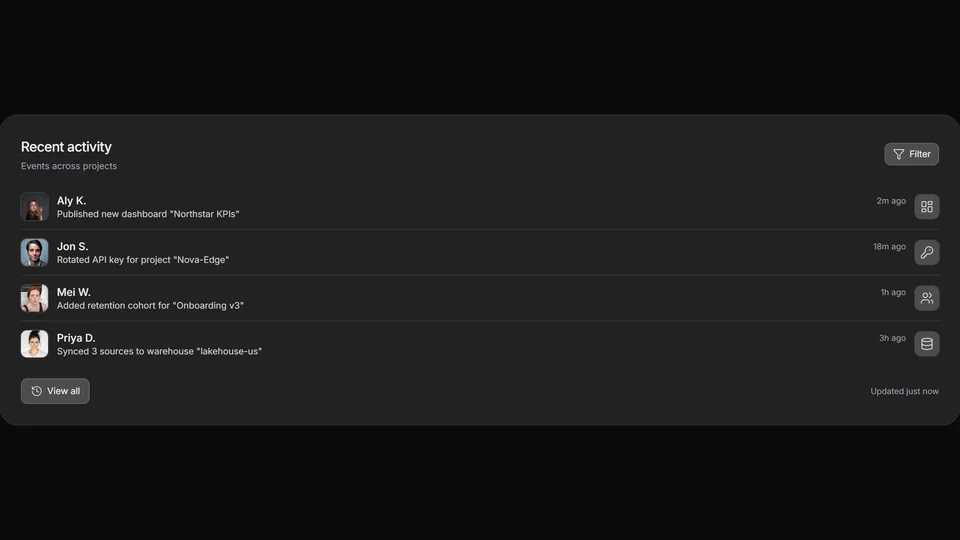 Recent activity
Events across projects
Filter
Aly K.
2m ago
Published new dashboard "Northstar KPIs"
Jon S.
18m ago
Rotated API key for project "Nova-Edge"
Mei W.
1h ago
Added retention cohort for "Onboarding v3"
Priya D.
3h ago
Synced 3 sources to warehouse "lakehouse-us"
View all
Updated just now